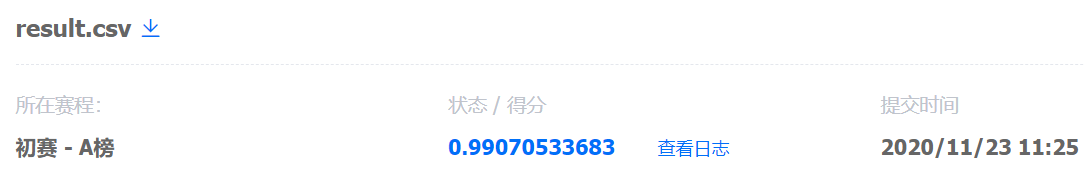 result.csv
所在赛程: 状态 / 得分 提交时间
初赛 - A榜 0.99070533683 查看日志 2020/11/23 11:25